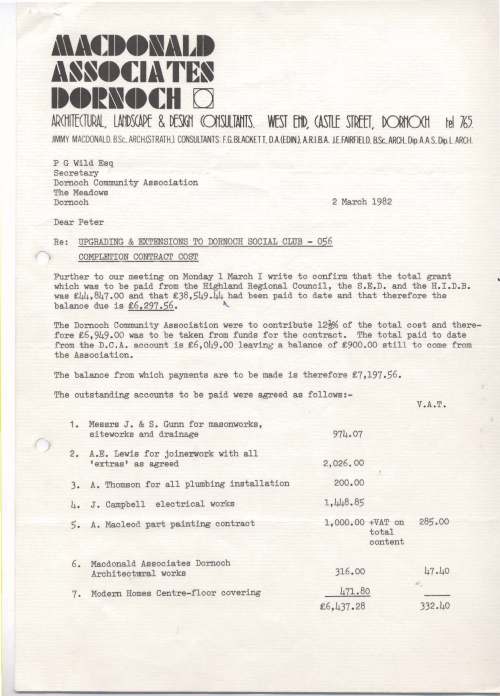 MACDONALD
ASSOCIATES
DORNOCH
ARCHITECTURAL, LANDSCAPE & DESIGN CONSULTANTS. WEST END, CASTLE STREET, DORNOCH tel 765.
JIMMY MACDONALD. B.Sc. ARCH.(STRATH.). CONSULTANTS: F.G. BLACKETT, D.A.(EDIN.), A.R.I.B.A. J.E. FAIRFIELD, B.Sc. ARCH. Dip A.A.S. Dip. L. ARCH.
P G Wild Esq
Secretary
Dornoch Community Association
The Meadows
Dornoch 2 March 1982
Dear Peter
Re: UPGRADING & EXTENSIONS TO DORNOCH SOCIAL CLUB - 056
COMPLETION CONTRACT COST
Further to our meeting on Monday 1 March I write to confirm that the total grant
which was to be paid from the Highland Regional Council, the S.E.D. and the H.I.D.B.
was £44,847.00 and that £38,549.44 had been paid to date and that therefore the
balance due is £6,297.56.
The Dornoch Community Association were to contribute 12½% of the total cost and there-
fore £6,949.00 was to be taken from funds for the contract. The total paid to date
from the D.C.A. account is £6,049.00 leaving a balance of £900.00 still to come from
the Association.
The balance from which payments are to be made is therefore £7,197.56.
The outstanding accounts to be paid were agreed as follows:-
V.A.T.
1. Messrs J. & S. Gunn for masonworks,
siteworks and drainage 974.07
2. A.E. Lewis for joinerwork with all
'extras' as agreed 2,026.00
3. A. Thomson for all plumbing installation 200.00
4. J. Campbell electrical works 1,448.85
5. A. Macleod part painting contract 1,000.00 +VAT on 285.00
total
content
6. Macdonald Associates Dornoch
Architectural works 316.00 47.40
7. Modern Homes Centre-floor covering 471.80
£6,437.28 332.40